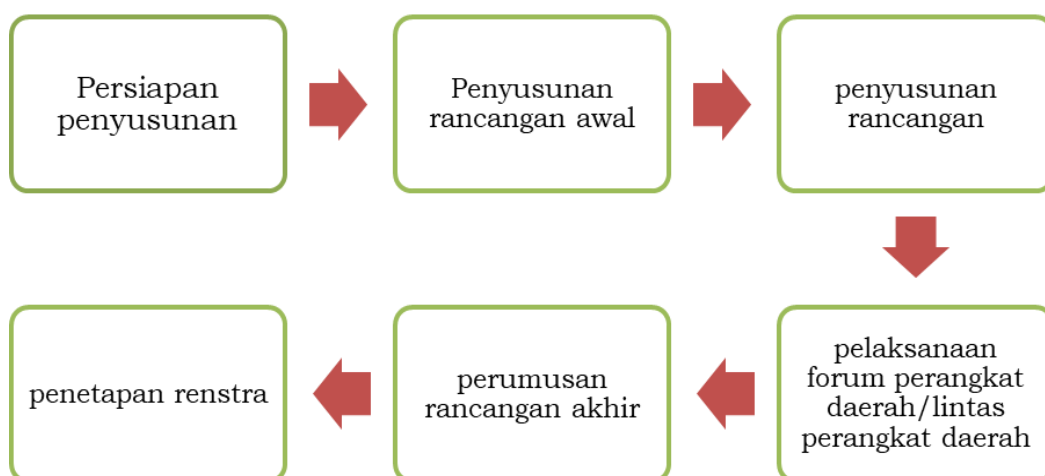 Persiapan
penyusunan
Penyusunan
rancangan awal
penyusunan
rancangan
pelaksanaan
forum perangkat
daerah/lintas
perangkat daerah
perumusan
rancangan akhir
penetapan renstra